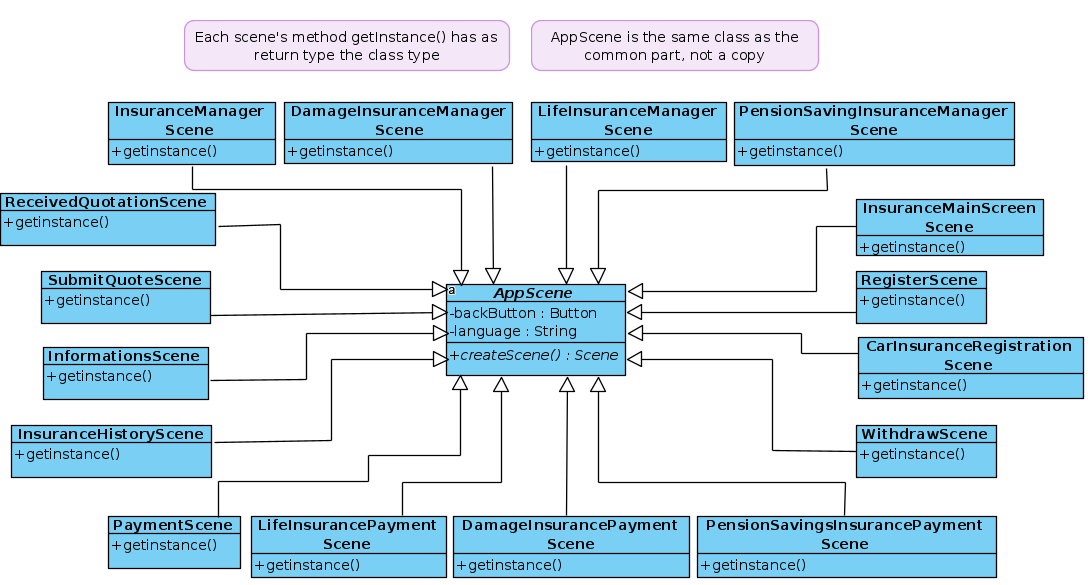 Each scene's method getInstance() has as
return type the class type
AppScene is the same class as the
common part, not a copy
InsuranceManager
Scene
+getinstance()
DamageInsuranceManager
Scene
+getinstance()
LifeInsuranceManager
Scene
+getinstance()
PensionSavingInsuranceManager
Scene
+getinstance()
ReceivedQuotationScene
+getinstance()
InsuranceMainScreen
Scene
+getinstance()
SubmitQuoteScene
+getinstance()
a
AppScene
-backButton : Button
-language : String
+createScene() : Scene
RegisterScene
+getinstance()
InformationsScene
+getinstance()
CarInsuranceRegistration
Scene
+getinstance()
InsuranceHistoryScene
+getinstance()
WithdrawScene
+getinstance()
PaymentScene
+getinstance()
LifeInsurancePayment
Scene
+getinstance()
DamageInsurancePayment
Scene
+getinstance()
PensionSavingsInsurancePayment
Scene
+getinstance()